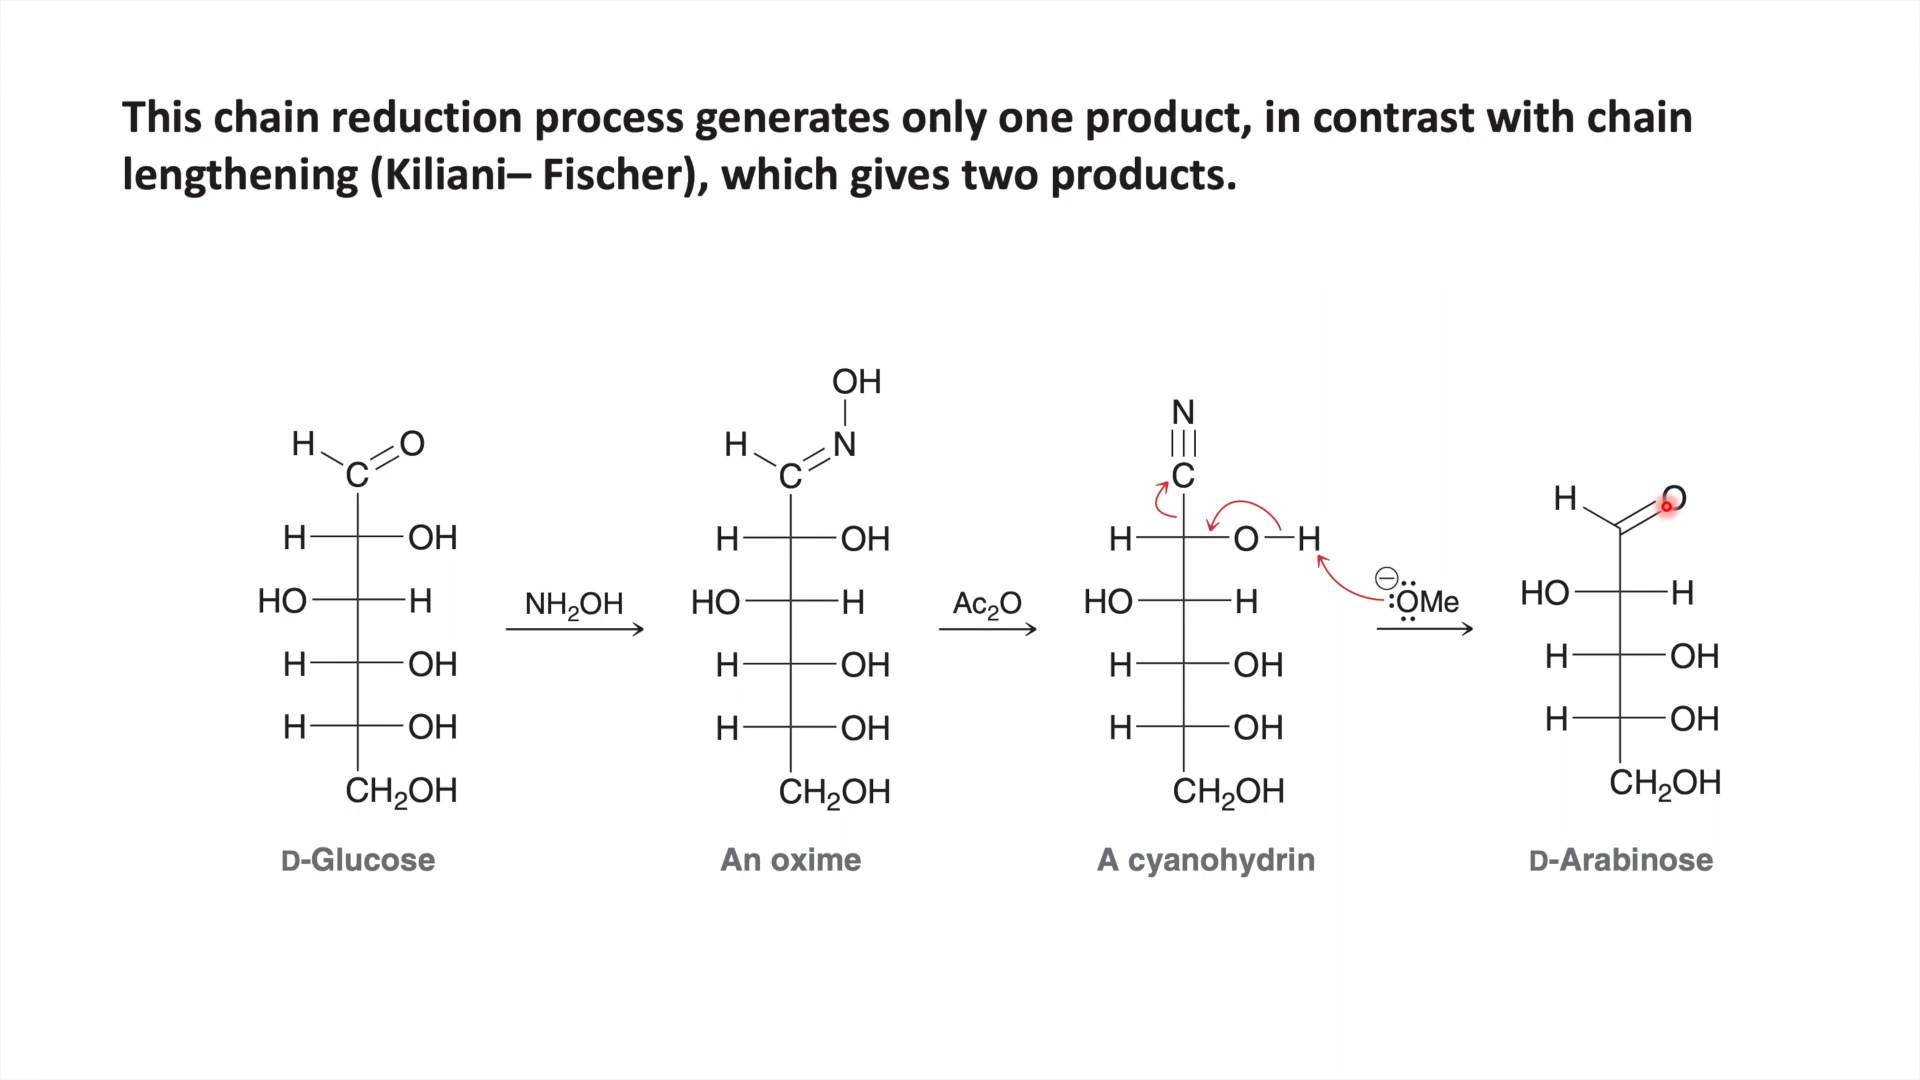 This chain reduction process generates only one product, in contrast with chain
lengthening (Kiliani– Fischer), which gives two products.
OH
N
H O
C
H N
C
N
C
H O
H OH
H OH
H O H
HO H
HO H
HO H
H OH
H OH
H OH
H OH
H OH
H OH
H OH
H OH
CH₂OH
CH₂OH
CH₂OH
CH₂OH
HO H
NH₂OH
Ac₂O
⊖
:OMe
D-Glucose
An oxime
A cyanohydrin
D-Arabinose